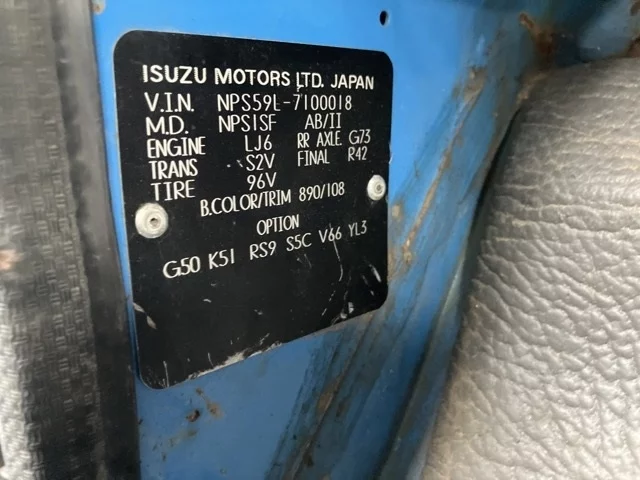 ISUZU MOTORS LTD. JAPAN
V.I.N. NPS59L-7100018
M.D. NPS1SF AB/II
ENGINE LJ6 RR AXLE G73
TRANS S2V FINAL R42
TIRE 96V
B.COLOR/TRIM 890/108
OPTION
G50 K51 RS9 S5C V66 YL3